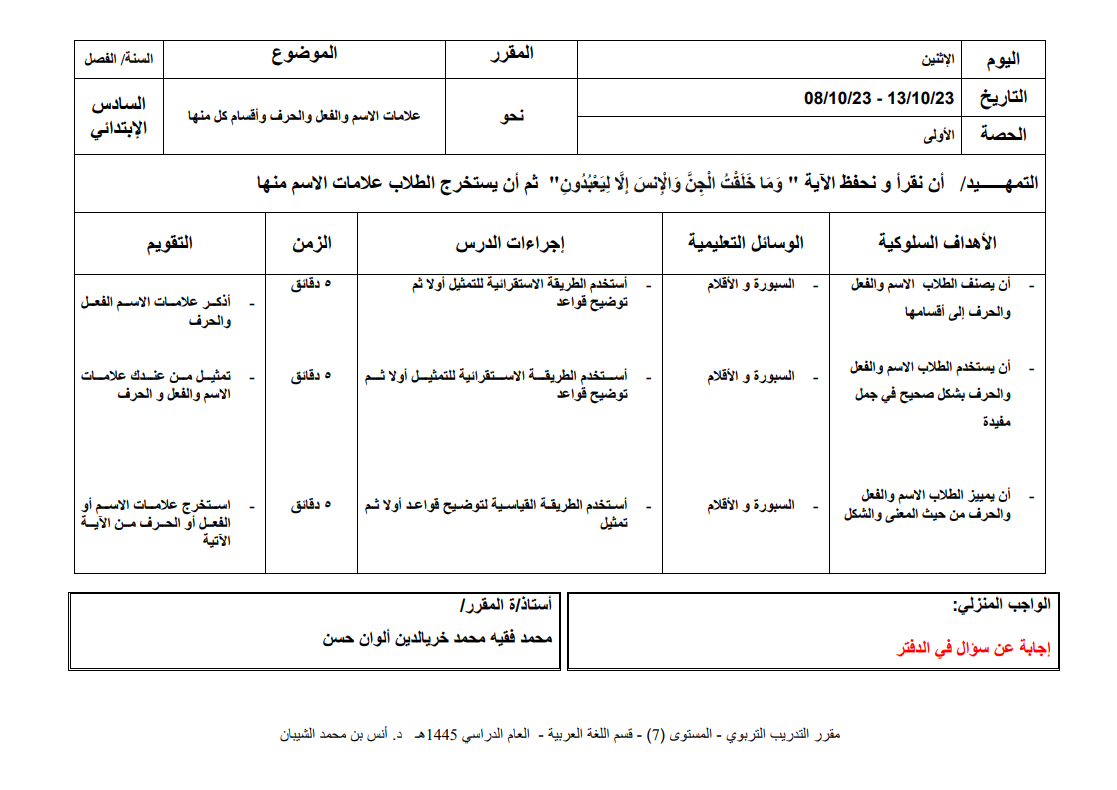 اليوم الإثنين المقرر الموضوع السنة/ الفصل
التاريخ 08/10/23 - 13/10/23 نحو علامات الاسم والفعل والحرف وأقسام كل منها السادس
الإبتدائي
الحصة الأولى
التمهــــــيد/ أن نقرأ و نحفظ الآية " وَمَا خَلَقْتُ الْجِنَّ وَالْإِنسَ إِلَّا لِيَعْبُدُونِ" ثم أن يستخرج الطلاب علامات الاسم منها
الأهداف السلوكية الوسائل التعليمية إجراءات الدرس الزمن التقويم
- أن يصنف الطلاب الاسم والفعل
والحرف إلى أقسامها
- السبورة و الأقلام
- أستخدم الطريقة الاستقرائية للتمثيل أولا ثم
توضيح قواعد
٥ دقائق
- أذكر علامات الاسم الفعل
والحرف
- أن يستخدم الطلاب الاسم والفعل
والحرف بشكل صحيح في جمل
مفيدة
- السبورة و الأقلام
- أستخدم الطريقة الاستقرائية للتمثيل أولا ثم
توضيح قواعد
٥ دقائق
- تمثيل من عندك علامات
الاسم والفعل و الحرف
- أن يمييز الطلاب الاسم والفعل
والحرف من حيث المعنى والشكل
- السبورة و الأقلام
- أستخدم الطريقة القياسية لتوضيح قواعد أولا ثم
تمثيل
٥ دقائق
- استخرج علامات الاسم أو
الفعل أو الحرف من الآية
الآتية
الواجب المنزلي:
إجابة عن سؤال في الدفتر
أستاذ/ة المقرر/
محمد فقيه محمد خريالدين ألوان حسن
مقرر التدريب التربوي - المستوى (7) - قسم اللغة العربية - العام الدراسي 1445هـ د. أنس بن محمد الشيبان